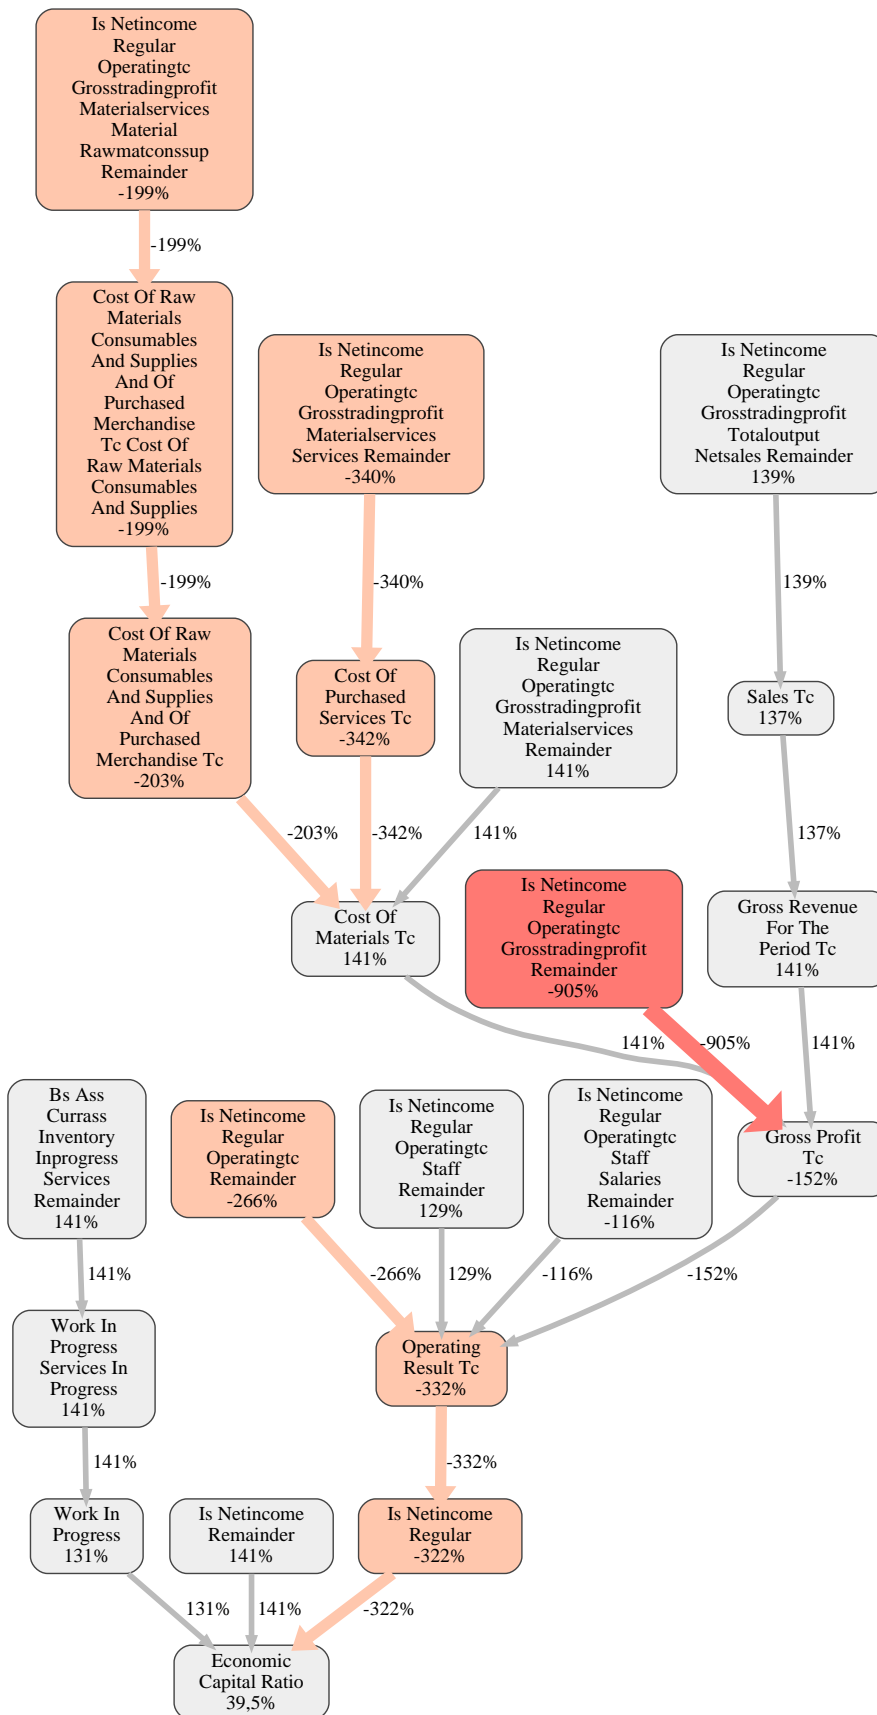 Is Netincome
Regular
Operatingtc
Grosstradingprofit
Materialservices
Material
Rawmatconssup
Remainder
-199%
-199%
Cost Of Raw
Materials
Consumables
And Supplies
And Of
Purchased
Merchandise
Tc Cost Of
Raw Materials
Consumables
And Supplies
-199%
Is Netincome
Regular
Operatingtc
Grosstradingprofit
Materialservices
Services Remainder
-340%
Is Netincome
Regular
Operatingtc
Grosstradingprofit
Totaloutput
Netsales Remainder
139%
-199%
-340%
139%
Cost Of Raw
Materials
Consumables
And Supplies
And Of
Purchased
Merchandise Tc
-203%
Cost Of
Purchased
Services Tc
-342%
Is Netincome
Regular
Operatingtc
Grosstradingprofit
Materialservices
Remainder
141%
Sales Tc
137%
-203%
-342%
141%
137%
Cost Of
Materials Tc
141%
Is Netincome
Regular
Operatingtc
Grosstradingprofit
Remainder
-905%
Gross Revenue
For The
Period Tc
141%
141%
-905%
141%
Bs Ass
Currass
Inventory
Inprogress
Services
Remainder
141%
Is Netincome
Regular
Operatingtc
Remainder
-266%
Is Netincome
Regular
Operatingtc
Staff
Remainder
129%
Is Netincome
Regular
Operatingtc
Staff
Salaries
Remainder
-116%
Gross Profit
Tc
-152%
141%
-266%
129%
-116%
-152%
Work In
Progress
Services In
Progress
141%
Operating
Result Tc
-332%
141%
-332%
Work In
Progress
131%
Is Netincome
Remainder
141%
Is Netincome
Regular
-322%
131%
141%
-322%
Economic
Capital Ratio
39,5%